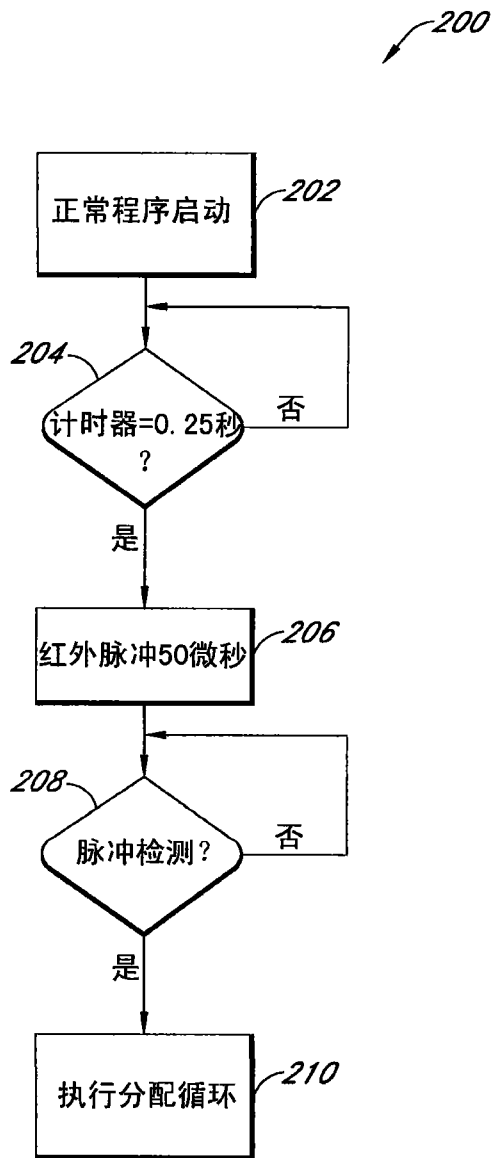 200
正常程序启动
202
204
计时器=0.25秒
?
否
是
红外脉冲50微秒
206
208
脉冲检测?
否
是
执行分配循环
210